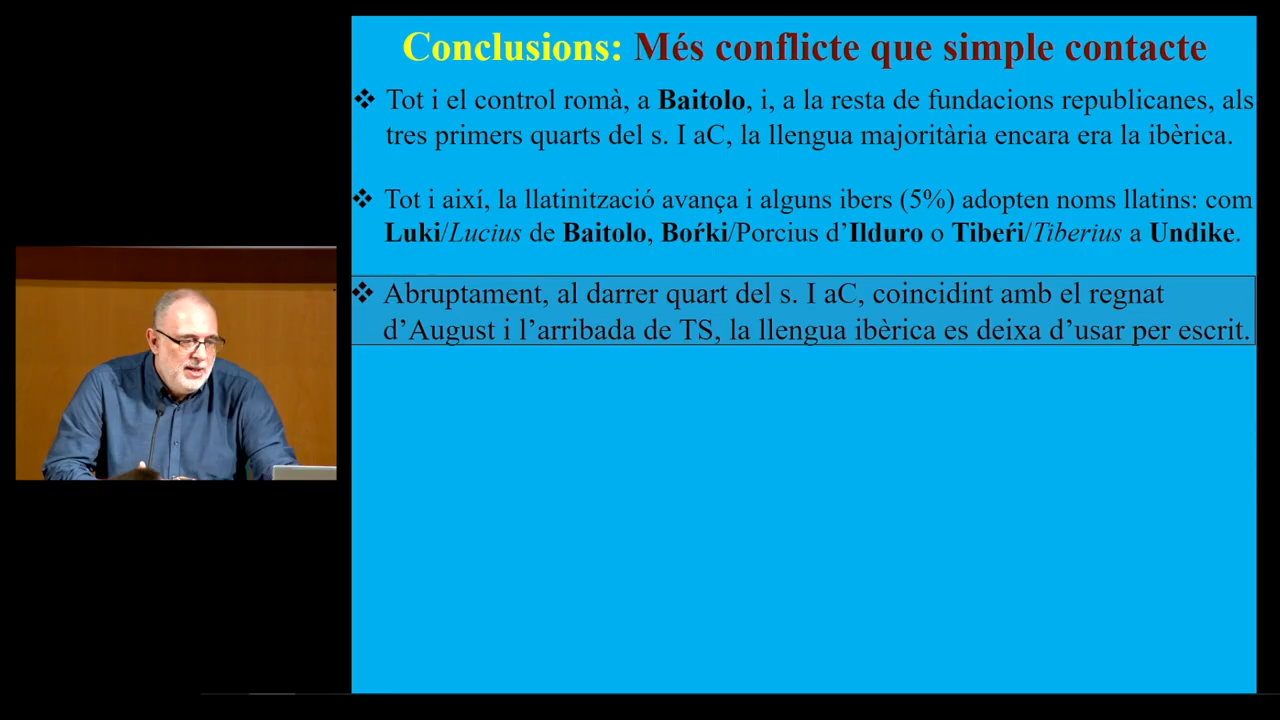 Conclusions: Més conflicte que simple contacte
❖ Tot i el control romà, a Baitolo, i, a la resta de fundacions republicanes, als
tres primers quarts del s. I aC, la llengua majoritària encara era la ibèrica.
❖ Tot i així, la llatinització avança i alguns ibers (5%) adopten noms llatins: com
Luki/Lucius de Baitolo, Boŕki/Porcius d’Ilduro o Tibeŕi/Tiberius a Undike.
❖ Abruptament, al darrer quart del s. I aC, coincidint amb el regnat
d’August i l’arribada de TS, la llengua ibèrica es deixa d’usar per escrit.